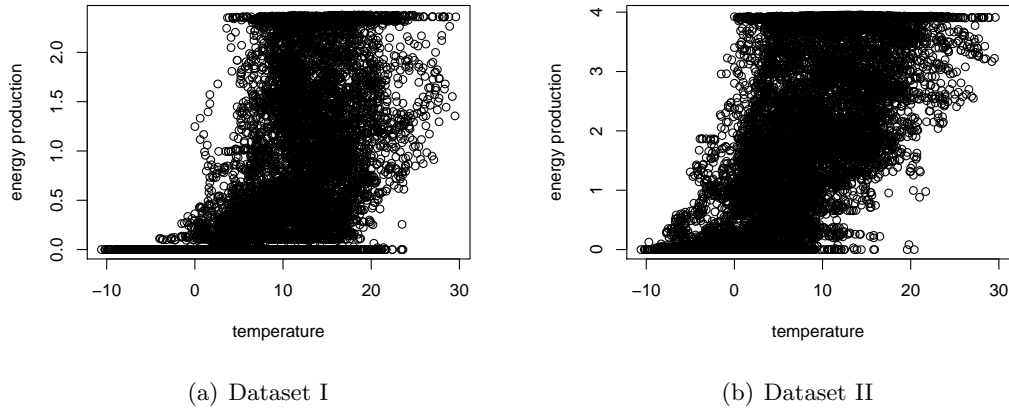 energy production
2.0
1.5
1.0
0.5
0.0
−10 0 10 20 30
temperature
(a) Dataset I
energy production
4
3
2
1
0
−10 0 10 20 30
temperature
(b) Dataset II